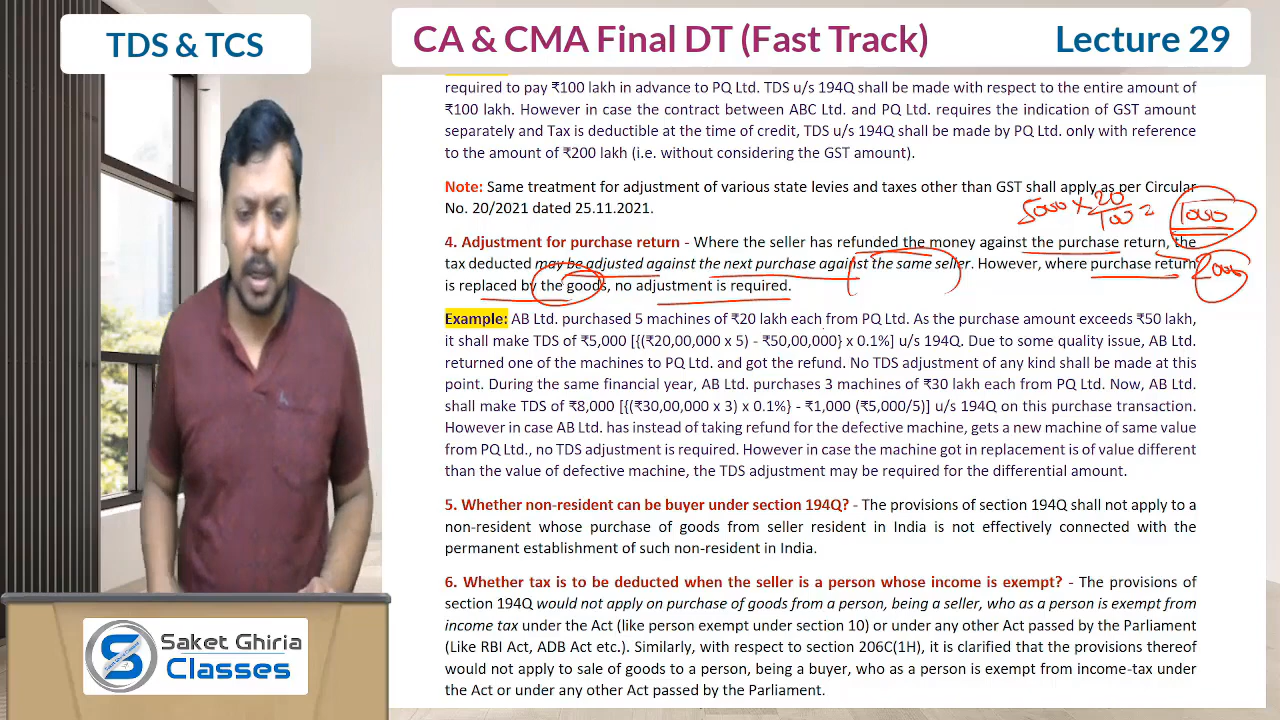 TDS & TCS
CA & CMA Final DT (Fast Track)
Lecture 29
required to pay ₹100 lakh in advance to PQ Ltd. TDS u/s 194Q shall be made with respect to the entire amount of
₹100 lakh. However in case the contract between ABC Ltd. and PQ Ltd. requires the indication of GST amount
separately and Tax is deductible at the time of credit, TDS u/s 194Q shall be made by PQ Ltd. only with reference
to the amount of ₹200 lakh (i.e. without considering the GST amount).
Note: Same treatment for adjustment of various state levies and taxes other than GST shall apply as per Circular
No. 20/2021 dated 25.11.2021.
5000 × 20/100 = 1000
4. Adjustment for purchase return - Where the seller has refunded the money against the purchase return, the
tax deducted may be adjusted against the next purchase against the same seller. However, where purchase return
2000
is replaced by the goods, no adjustment is required.
Example: AB Ltd. purchased 5 machines of ₹20 lakh each from PQ Ltd. As the purchase amount exceeds ₹50 lakh,
it shall make TDS of ₹5,000 [{(₹20,00,000 x 5) - ₹50,00,000} x 0.1%] u/s 194Q. Due to some quality issue, AB Ltd.
returned one of the machines to PQ Ltd. and got the refund. No TDS adjustment of any kind shall be made at this
point. During the same financial year, AB Ltd. purchases 3 machines of ₹30 lakh each from PQ Ltd. Now, AB Ltd.
shall make TDS of ₹8,000 [{(₹30,00,000 x 3) x 0.1%} - ₹1,000 (₹5,000/5)] u/s 194Q on this purchase transaction.
However in case AB Ltd. has instead of taking refund for the defective machine, gets a new machine of same value
from PQ Ltd., no TDS adjustment is required. However in case the machine got in replacement is of value different
than the value of defective machine, the TDS adjustment may be required for the differential amount.
5. Whether non-resident can be buyer under section 194Q? - The provisions of section 194Q shall not apply to a
non-resident whose purchase of goods from seller resident in India is not effectively connected with the
permanent establishment of such non-resident in India.
6. Whether tax is to be deducted when the seller is a person whose income is exempt? - The provisions of
section 194Q would not apply on purchase of goods from a person, being a seller, who as a person is exempt from
income tax under the Act (like person exempt under section 10) or under any other Act passed by the Parliament
(Like RBI Act, ADB Act etc.). Similarly, with respect to section 206C(1H), it is clarified that the provisions thereof
would not apply to sale of goods to a person, being a buyer, who as a person is exempt from income-tax under
the Act or under any other Act passed by the Parliament.
Saket Ghiria
Classes